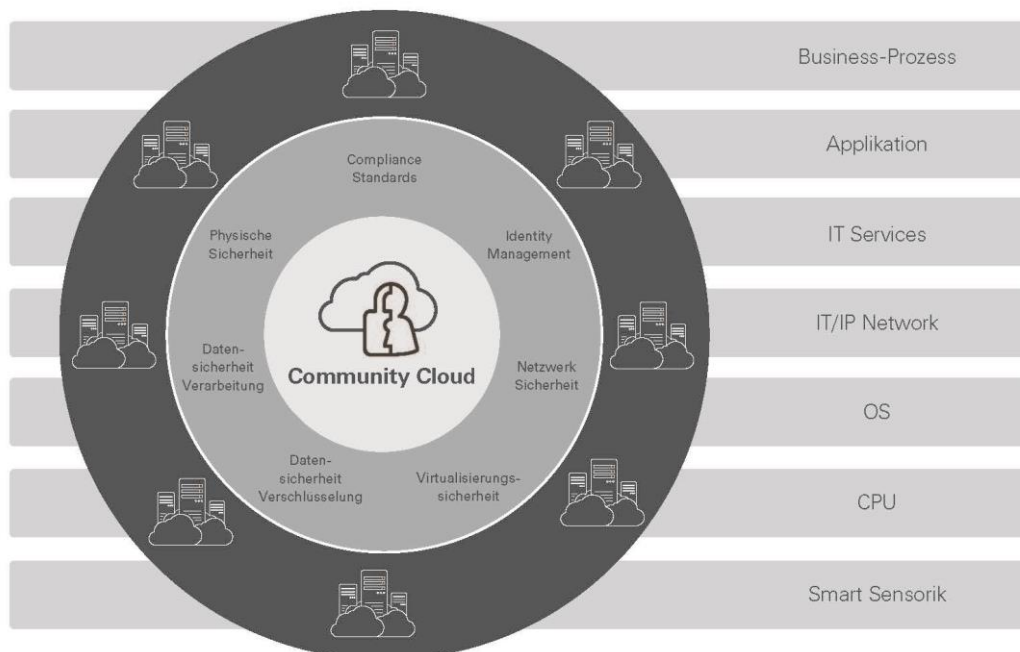 Business-Prozess
Applikation
IT Services
IT/IP Network
OS
CPU
Smart Sensorik
Compliance
Standards
Identity
Management
Netzwerk
Sicherheit
Virtualisierungs-
sicherheit
Daten-
sicherheit
Verschlüsselung
Daten-
sicherheit
Verarbeitung
Physische
Sicherheit
Community Cloud